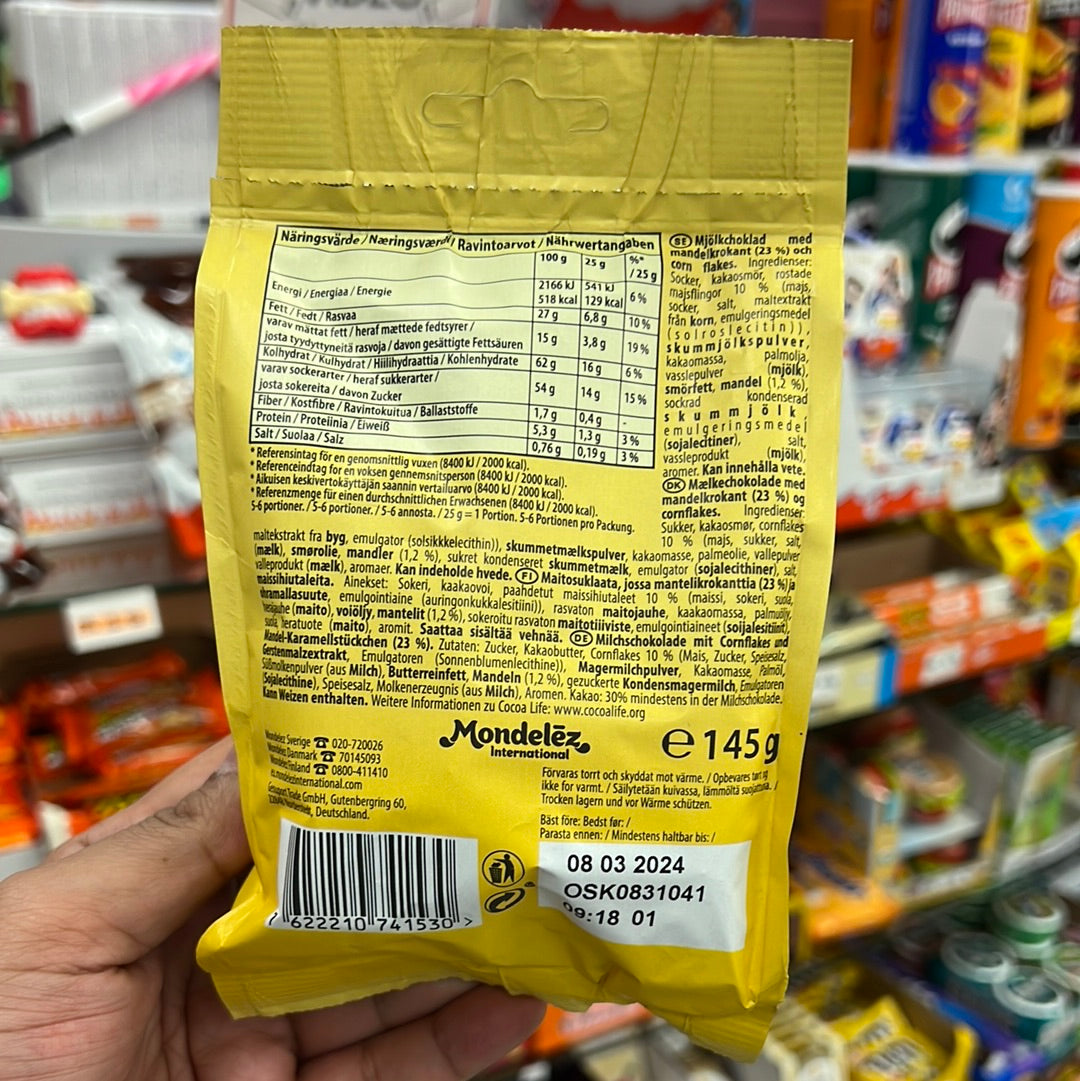 Näringsvärde / Næringsværdi / Ravintoarvot / Nährwertangaben
100 g 25 g %* / 25 g
Energi / Energiaa / Energie 2166 kJ 541 kJ
518 kcal 129 kcal 6 %
Fett / Fedt / Rasvaa 27 g 6,8 g 10 %
varav mättat fett / heraf mættede fedtsyrer /
josta tyydyttyneitä rasvoja / davon gesättigte Fettsäuren 15 g 3,8 g 19 %
Kolhydrat / Kulhydrat / Hiilihydraattia / Kohlenhydrate 62 g 16 g 6 %
varav sockerarter / heraf sukkerarter /
josta sokereita / davon Zucker 54 g 14 g 15 %
Fiber / Kostfibre / Ravintokuitua / Ballaststoffe 1,7 g 0,4 g -
Protein / Proteiinia / Eiweiß 5,3 g 1,3 g 3 %
Salt / Suolaa / Salz 0,76 g 0,19 g 3 %
* Referensintag för en genomsnittlig vuxen (8400 kJ / 2000 kcal).
* Referenceindtag for en voksen gennemsnitsperson (8400 kJ / 2000 kcal).
* Aikuisen keskivertokäyttäjän saannin vertailuarvo (8400 kJ / 2000 kcal).
* Referenzmenge für einen durchschnittlichen Erwachsenen (8400 kJ / 2000 kcal).
5-6 portioner. / 5-6 portioner. / 5-6 annosta. / 25 g = 1 Portion. 5-6 Portionen pro Packung.
SE Mjölkchoklad med
mandelkrokant (23 %) och
corn flakes. Ingredienser:
Socker, kakaosmör, rostade
majsflingor 10 % (majs,
socker, salt, maltextrakt
från korn, emulgeringsmedel
(solroslecitin)),
skummjölkspulver,
kakaomassa, palmolja,
vasslepulver (mjölk),
smörfett, mandel (1,2 %),
sockrad kondenserad
skummjölk,
emulgeringsmedel
(sojalecitiner), salt,
vassleprodukt (mjölk),
aromer. Kan innehålla vete.
DK Mælkechokolade med
mandelkrokant (23 %) og
cornflakes. Ingredienser:
Sukker, kakaosmør, cornflakes
10 % (majs, sukker, salt,
maltekstrakt fra byg, emulgator (solsikkelecithin)), skummetmælkspulver, kakaomasse, palmeolie, vallepulver
(mælk), smørolie, mandler (1,2 %), sukret kondenseret skummetmælk, emulgator (sojalecithiner), salt,
valleprodukt (mælk), aromaer. Kan indeholde hvede. FI Maitosuklaata, jossa mantelikrokanttia (23 %) ja
maissihiutaleita. Ainekset: Sokeri, kaakaovoi, paahdetut maissihiutaleet 10 % (maissi, sokeri, suola,
ohramallasuute, emulgointiaine (auringonkukkalesitiini)), rasvaton maitojauhe, kaakaomassa, palmuöljy,
herajauhe (maito), voiöljy, mantelit (1,2 %), sokeroitu rasvaton maitotiiviste, emulgointiaineet (soijalesitiinit),
suola, heratuote (maito), aromit. Saattaa sisältää vehnää. DE Milchschokolade mit Cornflakes und
Mandel-Karamellstückchen (23 %). Zutaten: Zucker, Kakaobutter, Cornflakes 10 % (Mais, Zucker, Speisesalz,
Gerstenmalzextrakt, Emulgatoren (Sonnenblumenlecithine)), Magermilchpulver, Kakaomasse, Palmöl,
Süßmolkenpulver (aus Milch), Butterreinfett, Mandeln (1,2 %), gezuckerte Kondensmagermilch, Emulgatoren
(Sojalecithine), Speisesalz, Molkenerzeugnis (aus Milch), Aromen. Kakao: 30% mindestens in der Milchschokolade.
Kann Weizen enthalten. Weitere Informationen zu Cocoa Life: www.cocoalife.org
Mondelēz
International
e 145 g
Mondelez Sverige ☎ 020-720026
Mondelez Danmark ☎ 70145093
Mondelez Finland ☎ 0800-411410
eu.mondelezinternational.com
Trade GmbH, Gutenbergring 60,
Norderstedt, Deutschland.
Förvaras torrt och skyddat mot värme. / Opbevares tørt og
ikke for varmt. / Säilytetään kuivassa, lämmöltä suojattuna. /
Trocken lagern und vor Wärme schützen.
Bäst före: Bedst før: /
Parasta ennen: / Mindestens haltbar bis: /
08 03 2024
OSK0831041
09:18 01
7 622210 741530 >